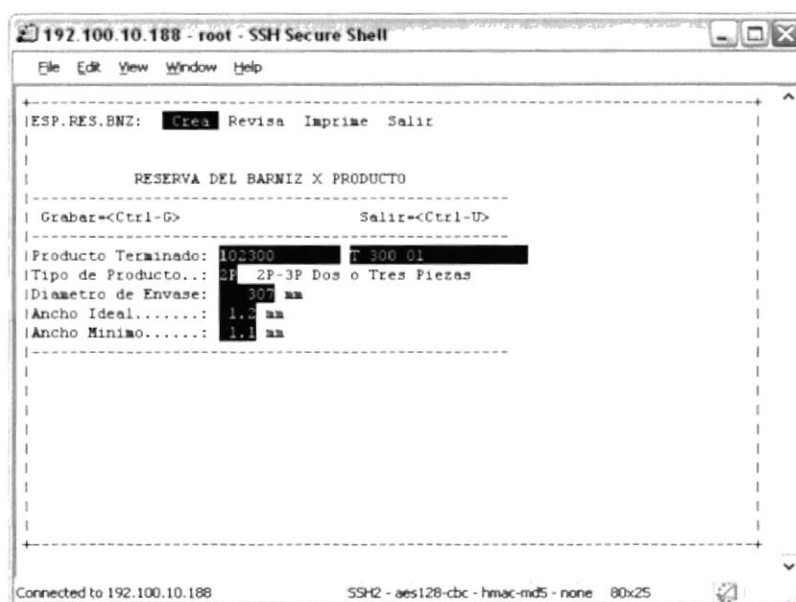 192.100.10.188 - root - SSH Secure Shell
File Edit View Window Help
ESP.RES.BNZ: Crea Revisa Imprime Salir
RESERVA DEL BARNIZ X PRODUCTO
Grabar=<Ctrl-G> Salir=<Ctrl-U>
Producto Terminado: 102300 T 300 01
Tipo de Producto..: 2P 2P-3P Dos o Tres Piezas
Diametro de Envase: 307 mm
Ancho Ideal.......: 1.2 mm
Ancho Minimo......: 1.1 mm
Connected to 192.100.10.188 SSH2 - aes128-cbc - hmac-md5 - none 80x25